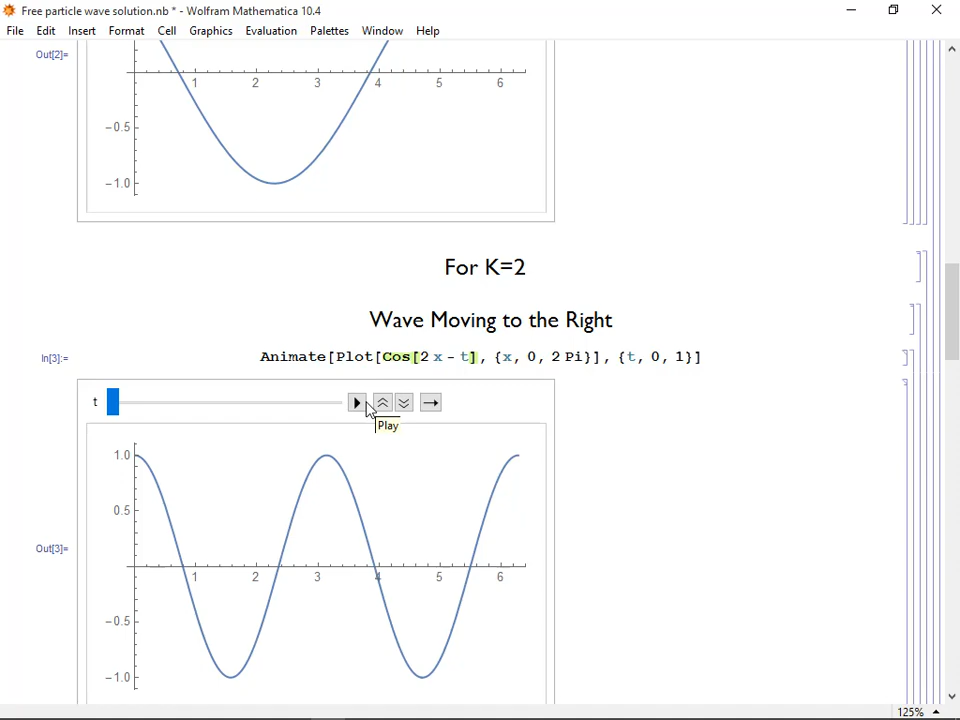 Free particle wave solution.nb * - Wolfram Mathematica 10.4
File Edit Insert Format Cell Graphics Evaluation Palettes Window Help
Out[2]=
1 2 3 4 5 6
-0.5
-1.0
For K=2
Wave Moving to the Right
In[3]:= Animate[Plot[Cos[2 x - t], {x, 0, 2 Pi}], {t, 0, 1}]
t
Play
1.0
0.5
Out[3]=
1 2 3 4 5 6
-0.5
-1.0
125%